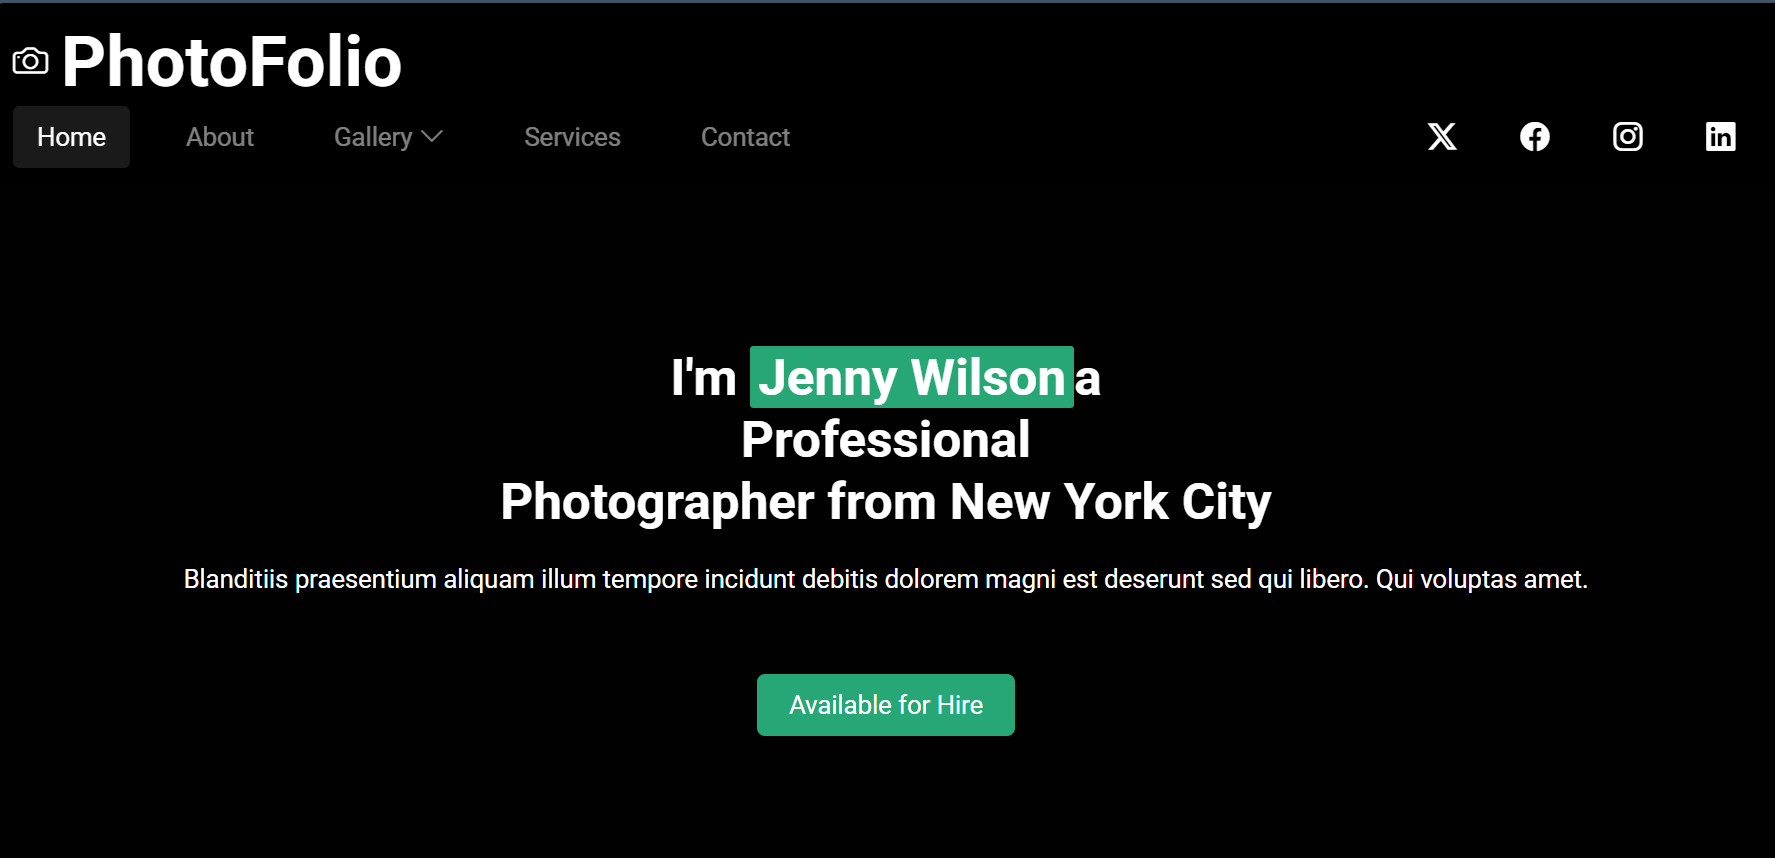 PhotoFolio
Home About Gallery Services Contact
I'm Jenny Wilson a
Professional
Photographer from New York City
Blanditiis praesentium aliquam illum tempore incidunt debitis dolorem magni est deserunt sed qui libero. Qui voluptas amet.
Available for Hire